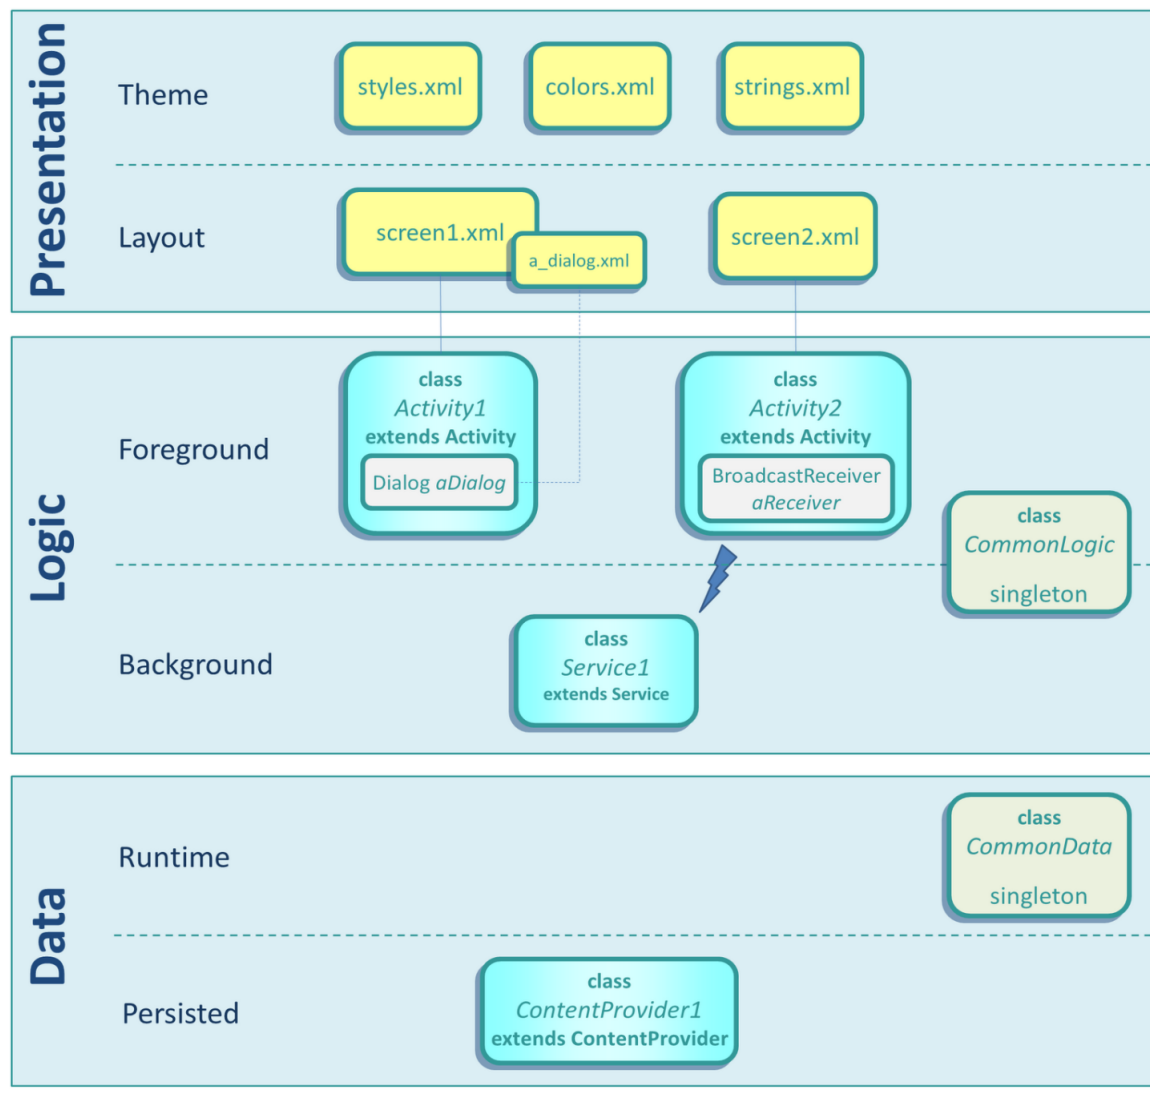 Presentation
Theme
styles.xml
colors.xml
strings.xml
Layout
screen1.xml
a_dialog.xml
screen2.xml
Logic
Foreground
class
Activity1
extends Activity
Dialog aDialog
class
Activity2
extends Activity
BroadcastReceiver
aReceiver
class
CommonLogic
singleton
Background
class
Service1
extends Service
Data
Runtime
class
CommonData
singleton
Persisted
class
ContentProvider1
extends ContentProvider